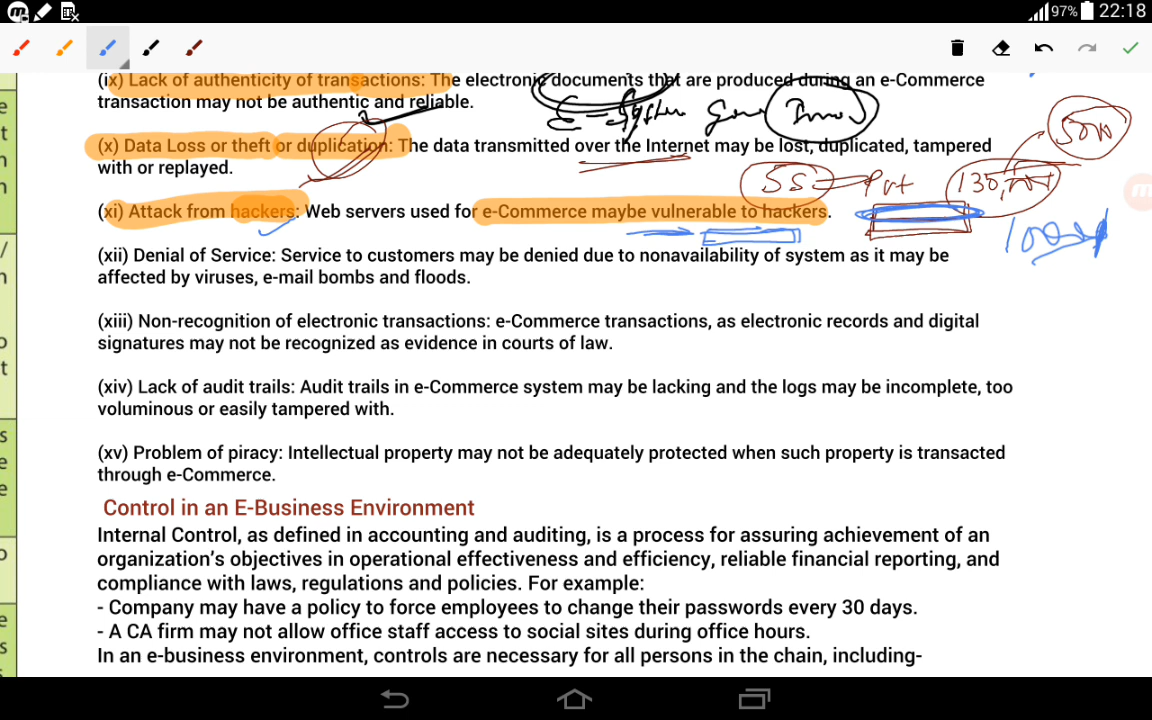 97% 22:18
(ix) Lack of authenticity of transactions: The electronic documents that are produced during an e-Commerce
transaction may not be authentic and reliable.
(x) Data Loss or theft or duplication: The data transmitted over the Internet may be lost, duplicated, tampered
with or replayed.
(xi) Attack from hackers: Web servers used for e-Commerce maybe vulnerable to hackers.
(xii) Denial of Service: Service to customers may be denied due to nonavailability of system as it may be
affected by viruses, e-mail bombs and floods.
(xiii) Non-recognition of electronic transactions: e-Commerce transactions, as electronic records and digital
signatures may not be recognized as evidence in courts of law.
(xiv) Lack of audit trails: Audit trails in e-Commerce system may be lacking and the logs may be incomplete, too
voluminous or easily tampered with.
(xv) Problem of piracy: Intellectual property may not be adequately protected when such property is transacted
through e-Commerce.
Control in an E-Business Environment
Internal Control, as defined in accounting and auditing, is a process for assuring achievement of an
organization's objectives in operational effectiveness and efficiency, reliable financial reporting, and
compliance with laws, regulations and policies. For example:
- Company may have a policy to force employees to change their passwords every 30 days.
- A CA firm may not allow office staff access to social sites during office hours.
In an e-business environment, controls are necessary for all persons in the chain, including-